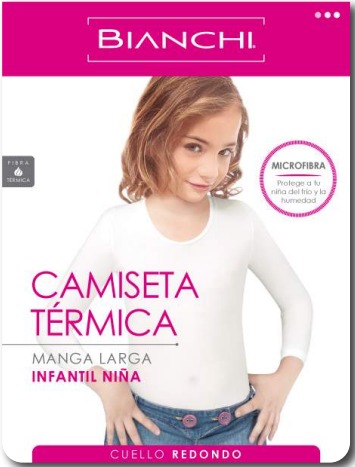 BIANCHI
FIBRA
TÉRMICA
MICROFIBRA
Protege a tu
niña del frío y la
humedad
CAMISETA
TÉRMICA
MANGA LARGA
INFANTIL NIÑA
CUELLO REDONDO